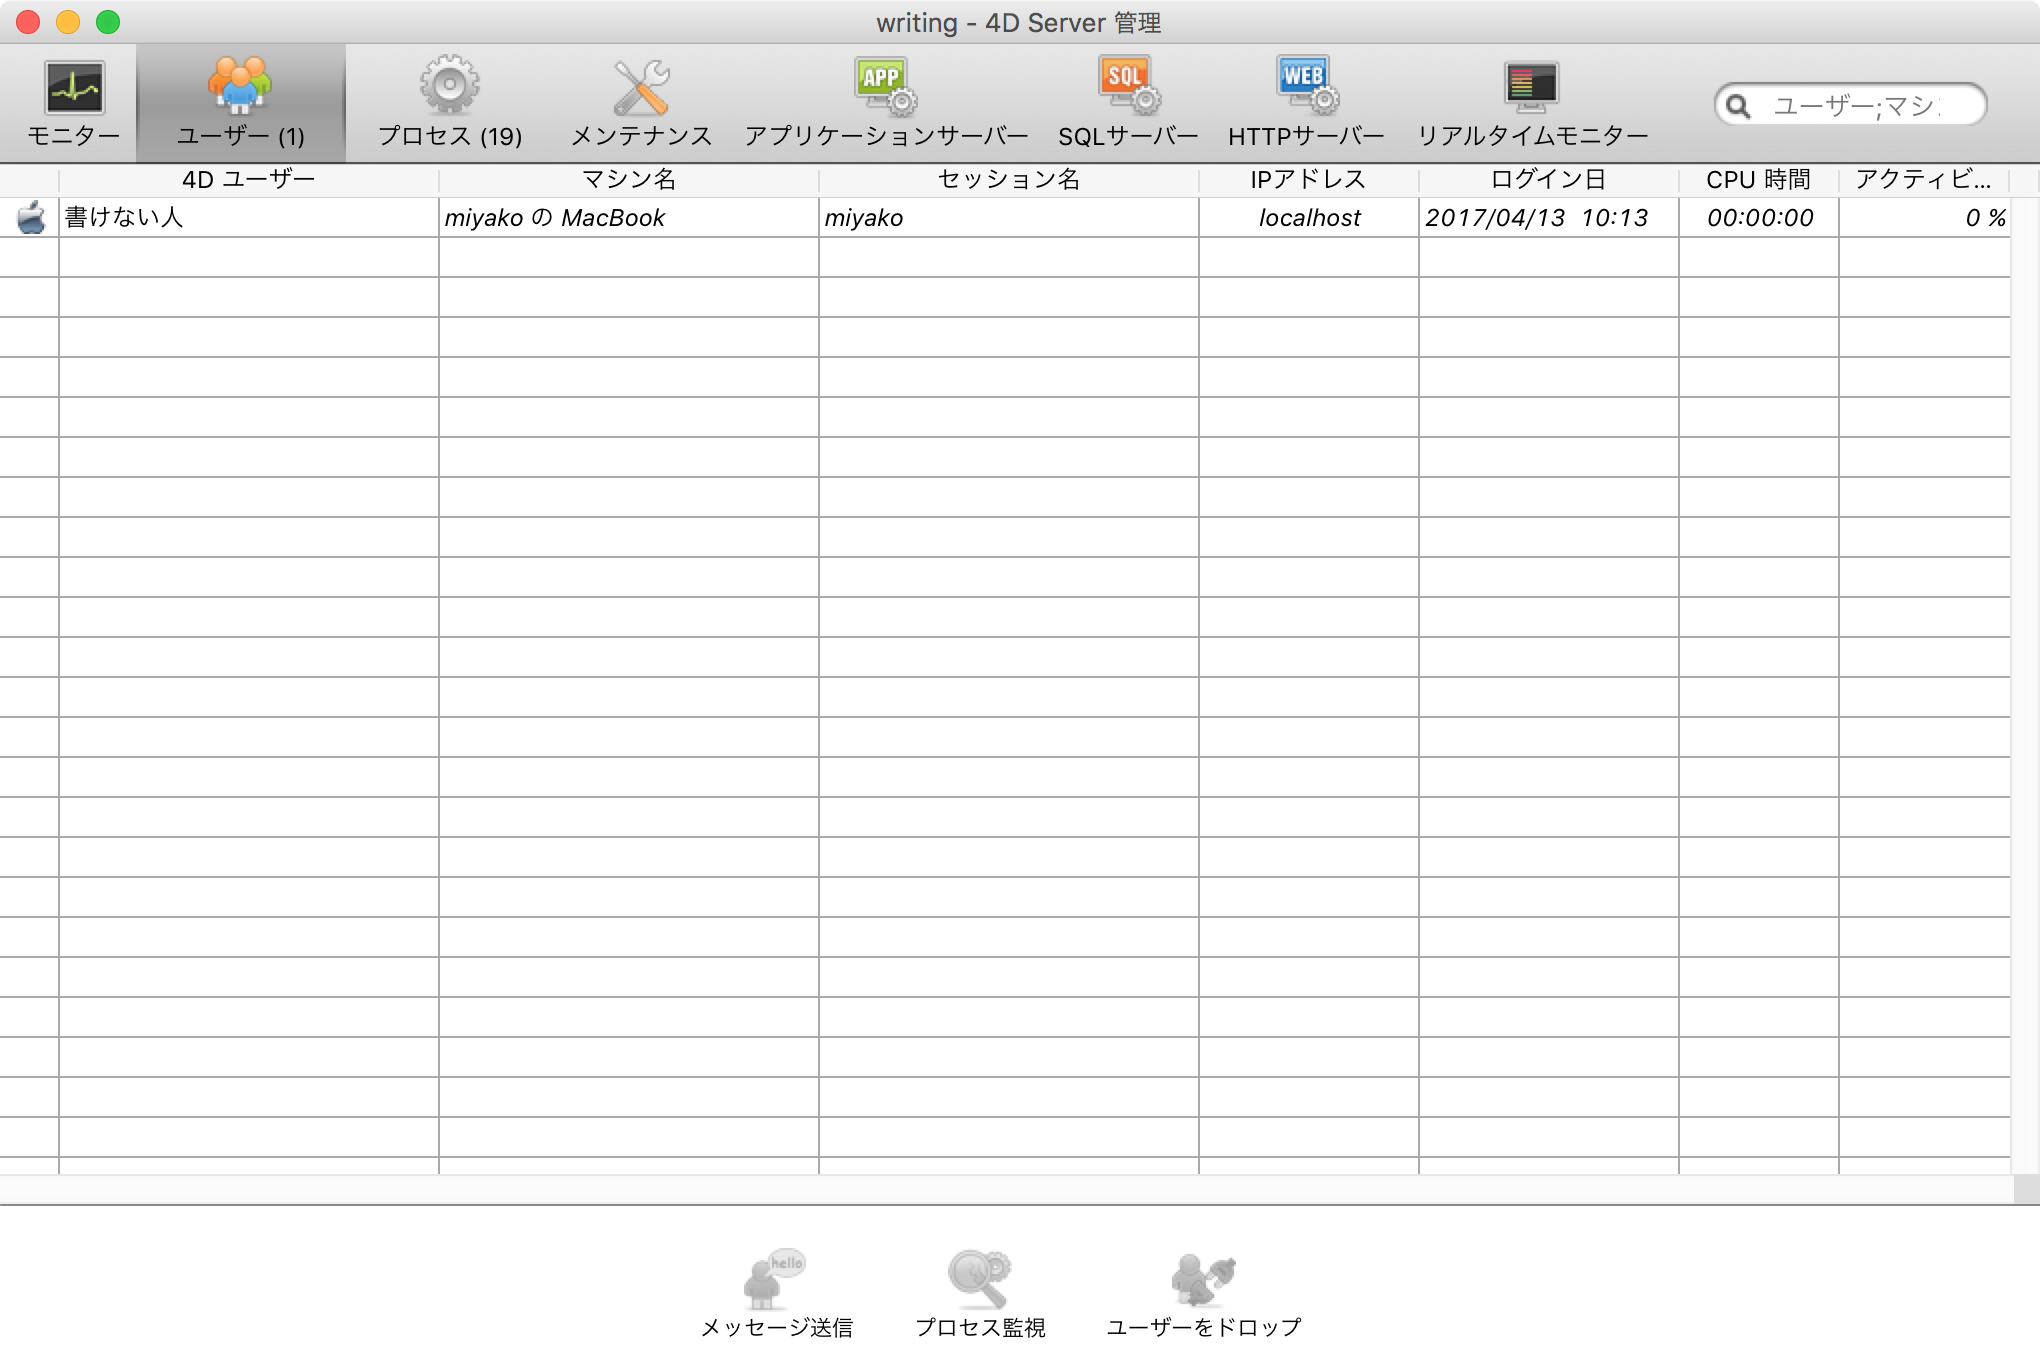 writing - 4D Server 管理
モニター
ユーザー (1)
プロセス (19)
メンテナンス
APP
アプリケーションサーバー
SQL
SQLサーバー
WEB
HTTPサーバー
リアルタイムモニター
ユーザー;マシ
4D ユーザー マシン名 セッション名 IPアドレス ログイン日 CPU 時間 アクティビ...
書けない人 miyako の MacBook miyako localhost 2017/04/13 10:13 00:00:00 0 %
hello
メッセージ送信
プロセス監視
ユーザーをドロップ